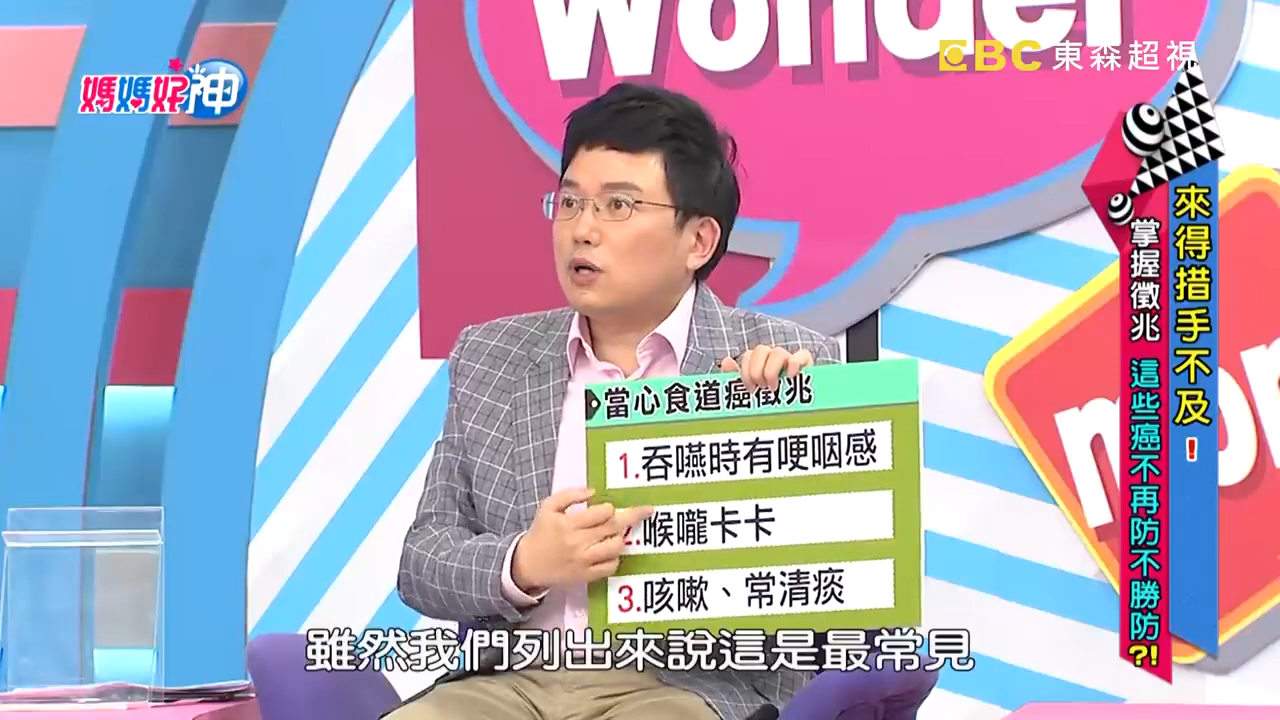 Wonder
EBC 東森超視
媽媽好神
來得措手不及!
掌握徵兆 這些癌不再防不勝防?!
當心食道癌徵兆
1.吞嚥時有哽咽感
2.喉嚨卡卡
3.咳嗽、常清痰
雖然我們列出來說這是最常見